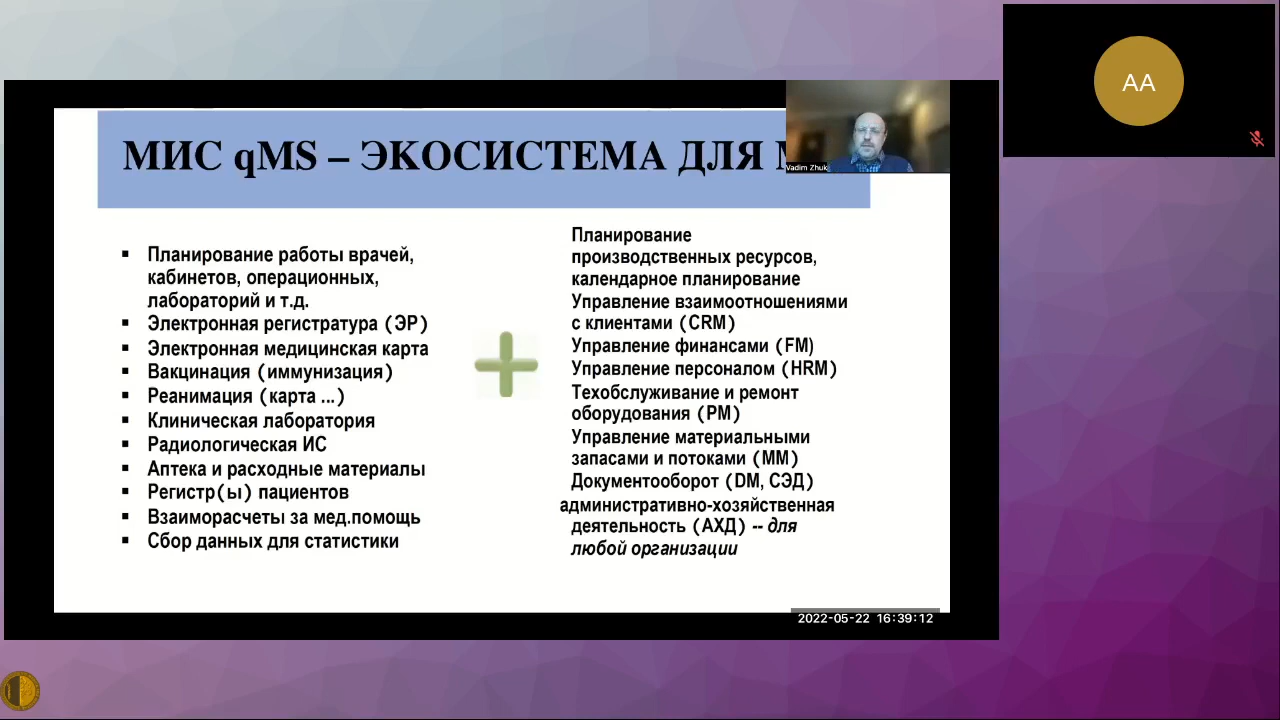 МИС qMS – ЭКОСИСТЕМА ДЛЯ
Vadim Zhuk
AA
▪ Планирование работы врачей,
кабинетов, операционных,
лабораторий и т.д.
▪ Электронная регистратура (ЭР)
▪ Электронная медицинская карта
▪ Вакцинация (иммунизация)
▪ Реанимация (карта ...)
▪ Клиническая лаборатория
▪ Радиологическая ИС
▪ Аптека и расходные материалы
▪ Регистр(ы) пациентов
▪ Взаиморасчеты за мед.помощь
▪ Сбор данных для статистики
Планирование
производственных ресурсов,
календарное планирование
Управление взаимоотношениями
с клиентами (CRM)
Управление финансами (FM)
Управление персоналом (HRM)
Техобслуживание и ремонт
оборудования (PM)
Управление материальными
запасами и потоками (MM)
Документооборот (DM, СЭД)
административно-хозяйственная
деятельность (АХД) -- для
любой организации
2022-05-22 16:39:12